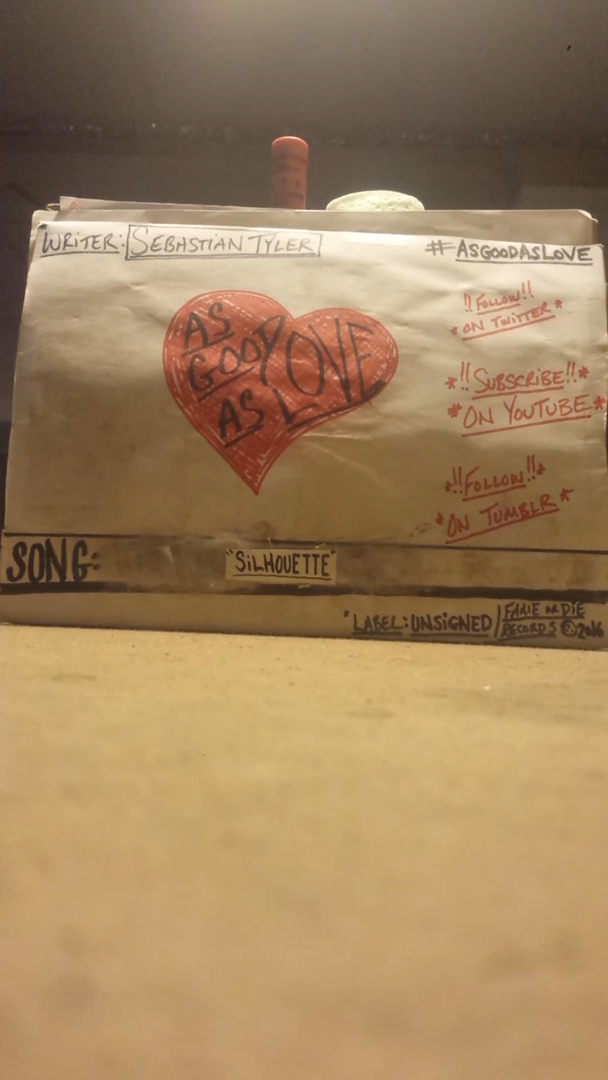 *WRITER: SEBASTIAN TYLER
#ASGOODASLOVE
AS
GOOD
AS LOVE
!!FOLLOW!!
*ON TWITTER*
*!!SUBSCRIBE!!*
*ON YOUTUBE*
*!!FOLLOW!!*
*ON TUMBLR*
SONG:
"SiLHOUETTE"
*LABEL: UNSiGNED / FAME OR DIE
RECORDS © 2016